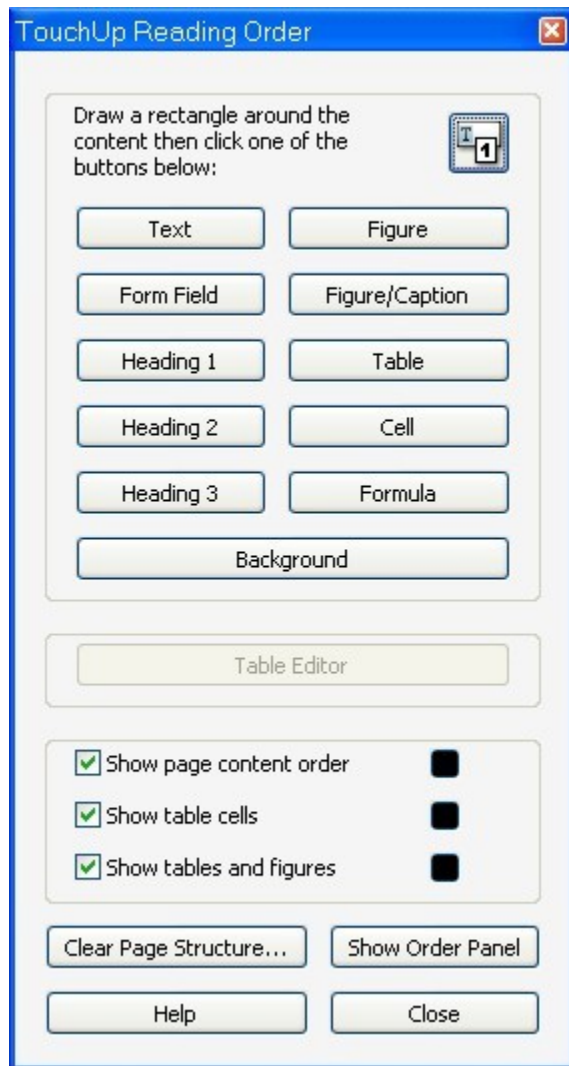 TouchUp Reading Order
Draw a rectangle around the
content then click one of the
buttons below:
T
1
Text
Figure
Form Field
Figure/Caption
Heading 1
Table
Heading 2
Cell
Heading 3
Formula
Background
Table Editor
Show page content order
Show table cells
Show tables and figures
Clear Page Structure...
Show Order Panel
Help
Close